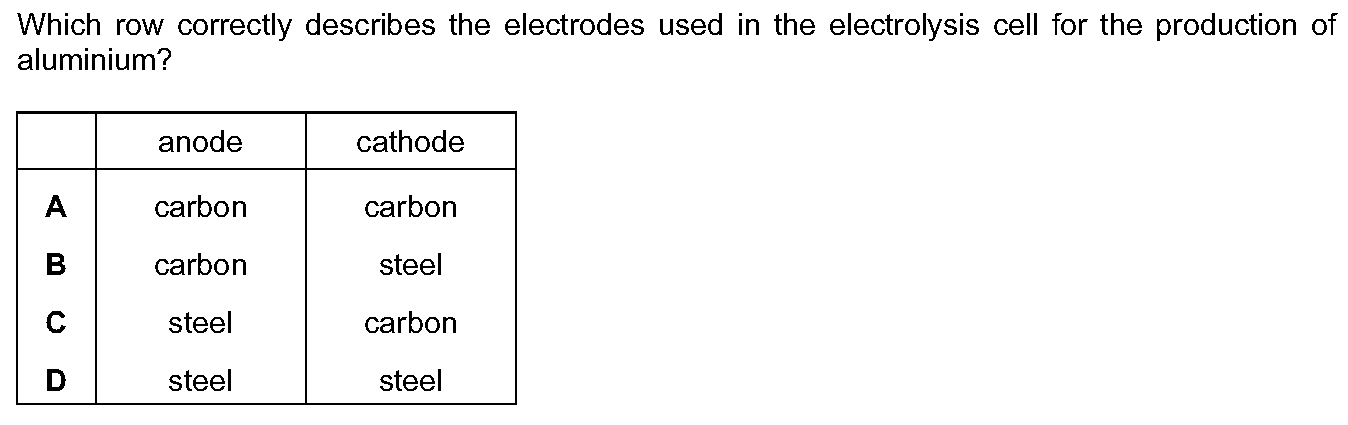 Which row correctly describes the electrodes used in the electrolysis cell for the production of
aluminium?
anode cathode
A carbon carbon
B carbon steel
C steel carbon
D steel steel